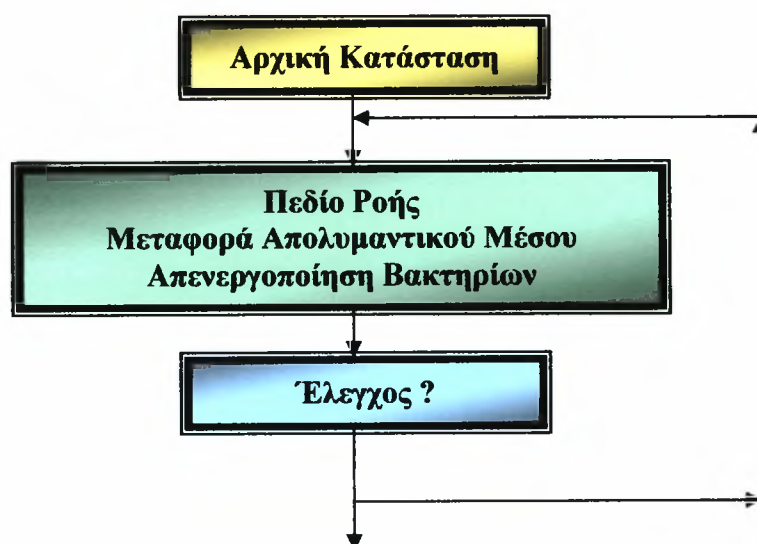 Αρχική Κατάσταση
Πεδίο Ροής
Μεταφορά Απολυμαντικού Μέσου
Απενεργοποίηση Βακτηρίων
Έλεγχος ?